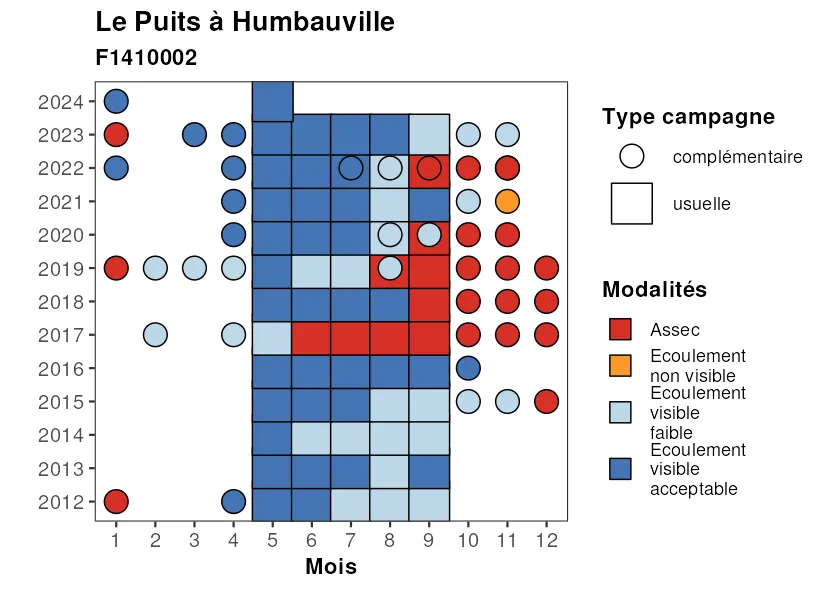 Le Puits à Humbauville
F1410002
2024
2023
2022
2021
2020
2019
2018
2017
2016
2015
2014
2013
2012
1 2 3 4 5 6 7 8 9 10 11 12
Mois
Type campagne
complémentaire
usuelle
Modalités
Assec
Ecoulement
non visible
Ecoulement
visible
faible
Ecoulement
visible
acceptable